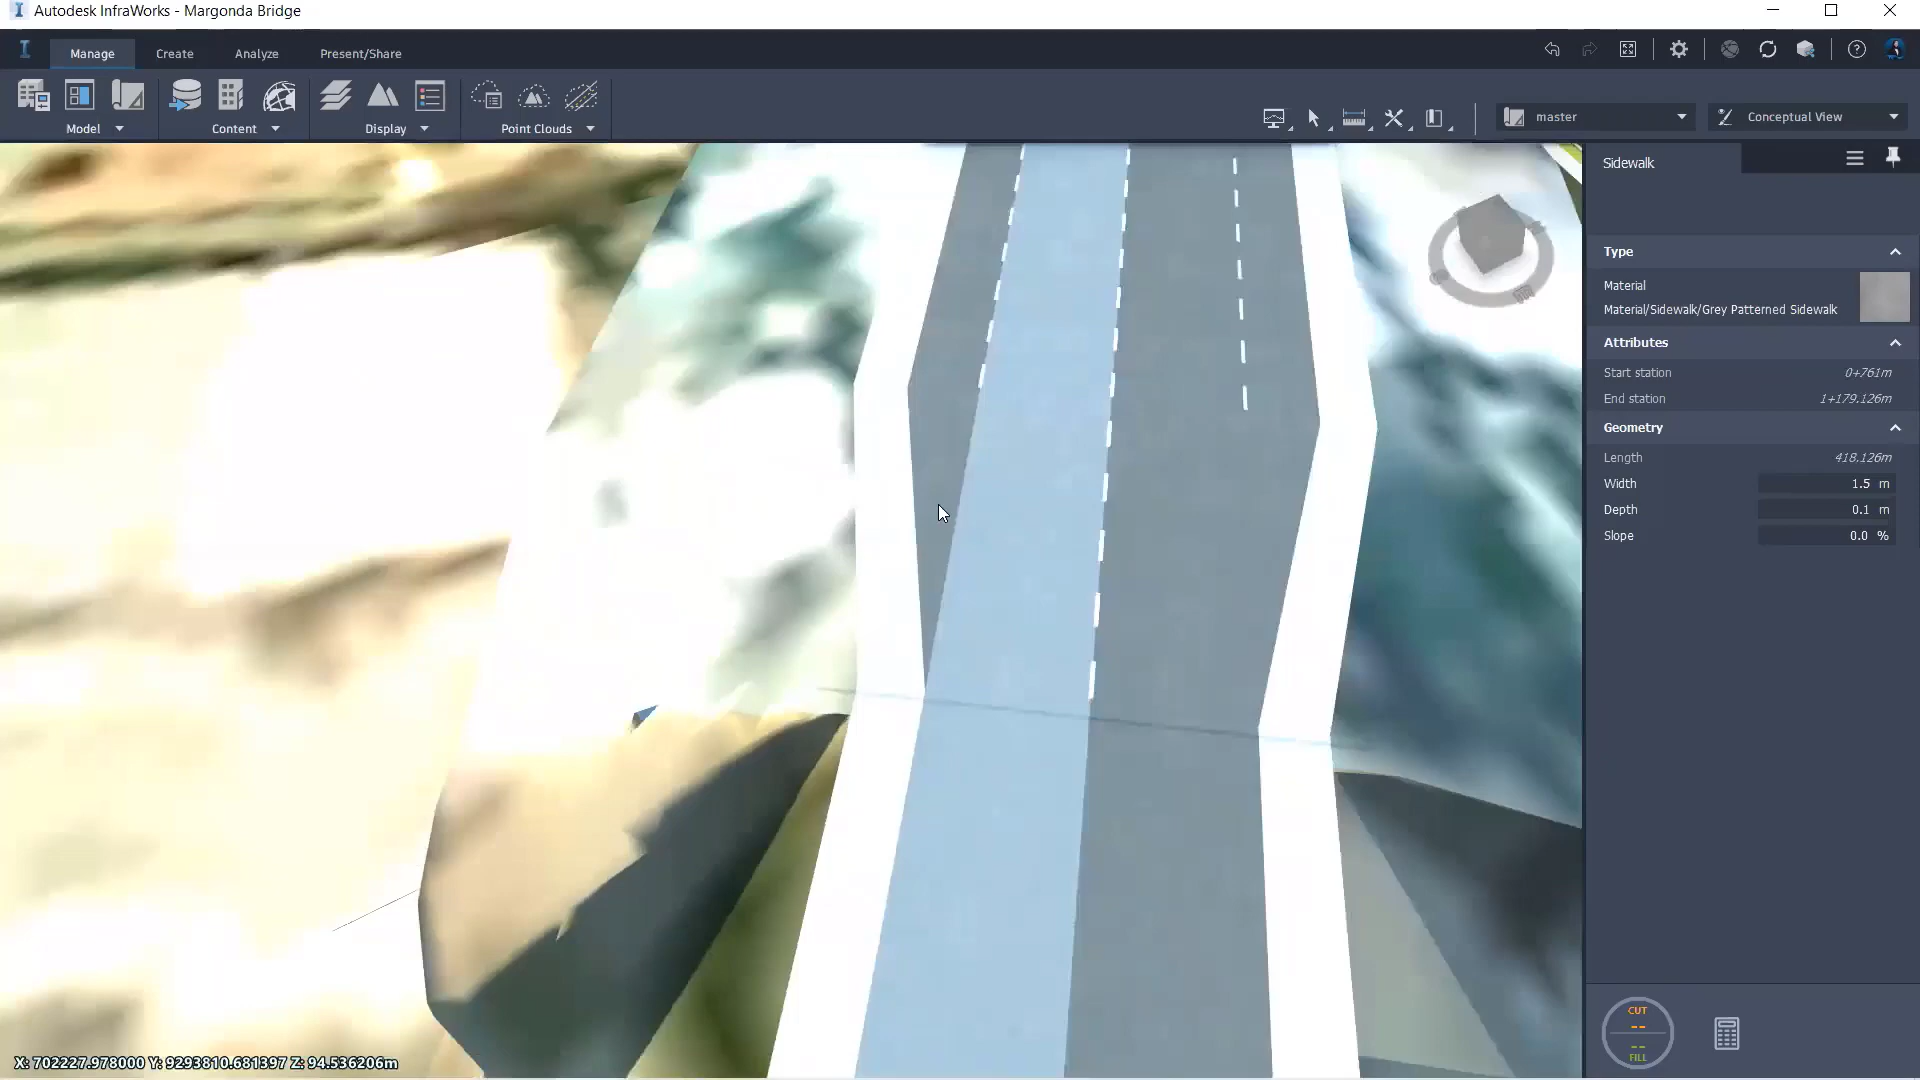 Autodesk InfraWorks - Margonda Bridge
Manage Create Analyze Present/Share
Model Content Display Point Clouds
master Conceptual View
Sidewalk
Type
Material
Material/Sidewalk/Grey Patterned Sidewalk
Attributes
Start station 0+761m
End station 1+179.126m
Geometry
Length 418.126m
Width 1.5 m
Depth 0.1 m
Slope 0.0 %
CUT
--
--
FILL
X: 702227.978000 Y: 9293810.681397 Z: 94.536206m